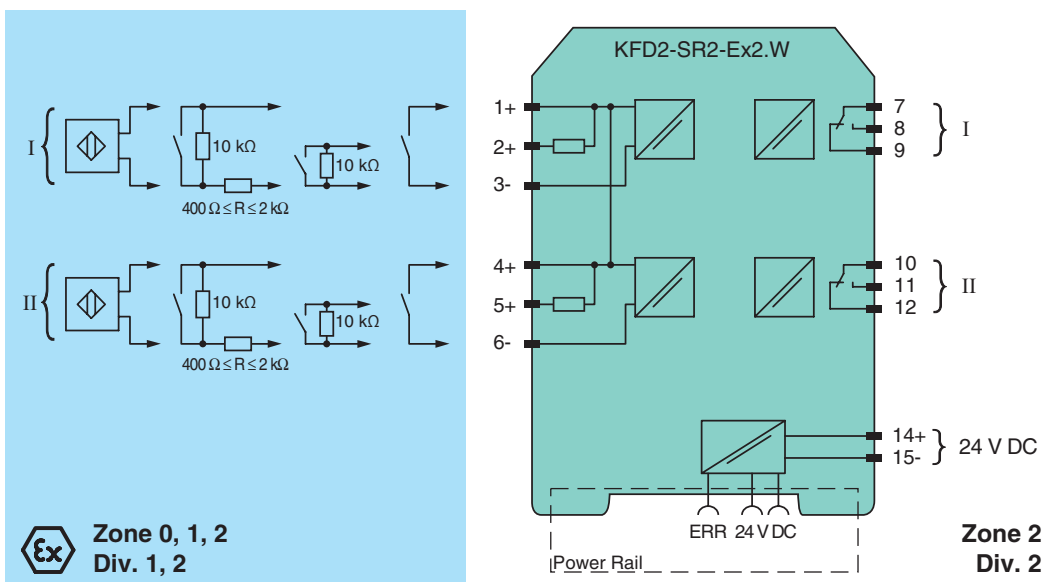 KFD2-SR2-Ex2.W
I
10 kΩ
10 kΩ
400 Ω ≤ R ≤ 2 kΩ
1+
2+
3-
7
8
9
I
II
10 kΩ
10 kΩ
400 Ω ≤ R ≤ 2 kΩ
4+
5+
6-
10
11
12
II
14+
15-
24 V DC
ERR 24 V DC
Power Rail
Ex
Zone 0, 1, 2
Div. 1, 2
Zone 2
Div. 2